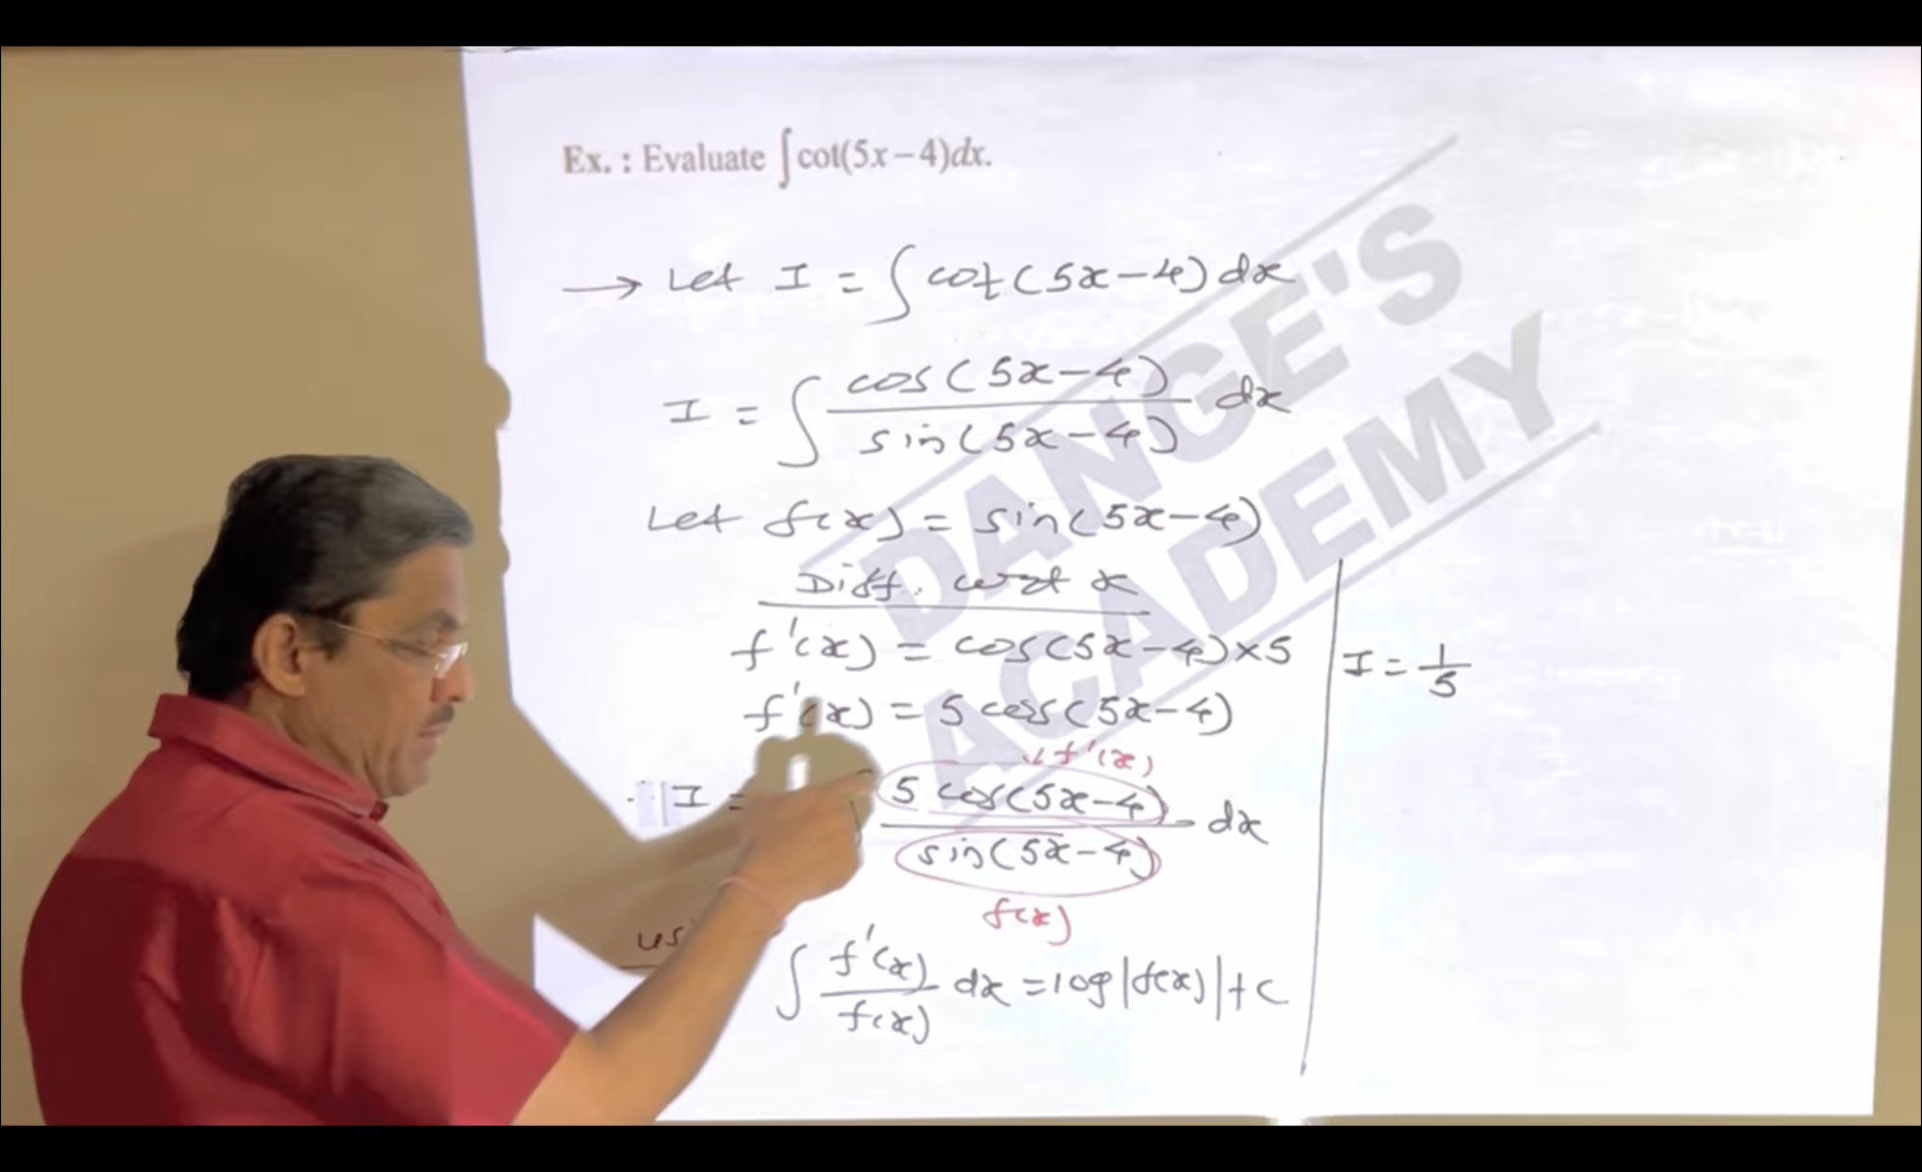 Ex. : Evaluate ∫cot(5x−4)dx.
→ Let I = ∫ cot(5x−4) dx
I = ∫ cos(5x−4) / sin(5x−4) dx
Let f(x) = sin(5x−4)
Diff. wrt x
f'(x) = cos(5x−4)×5
f'(x) = 5 cos(5x−4)
f'(x)
I = 5 cos(5x−4) / sin(5x−4) dx
f(x)
∫ f'(x) / f(x) dx = log|f(x)|+c
I = 1/5
DANGE'S
ACADEMY